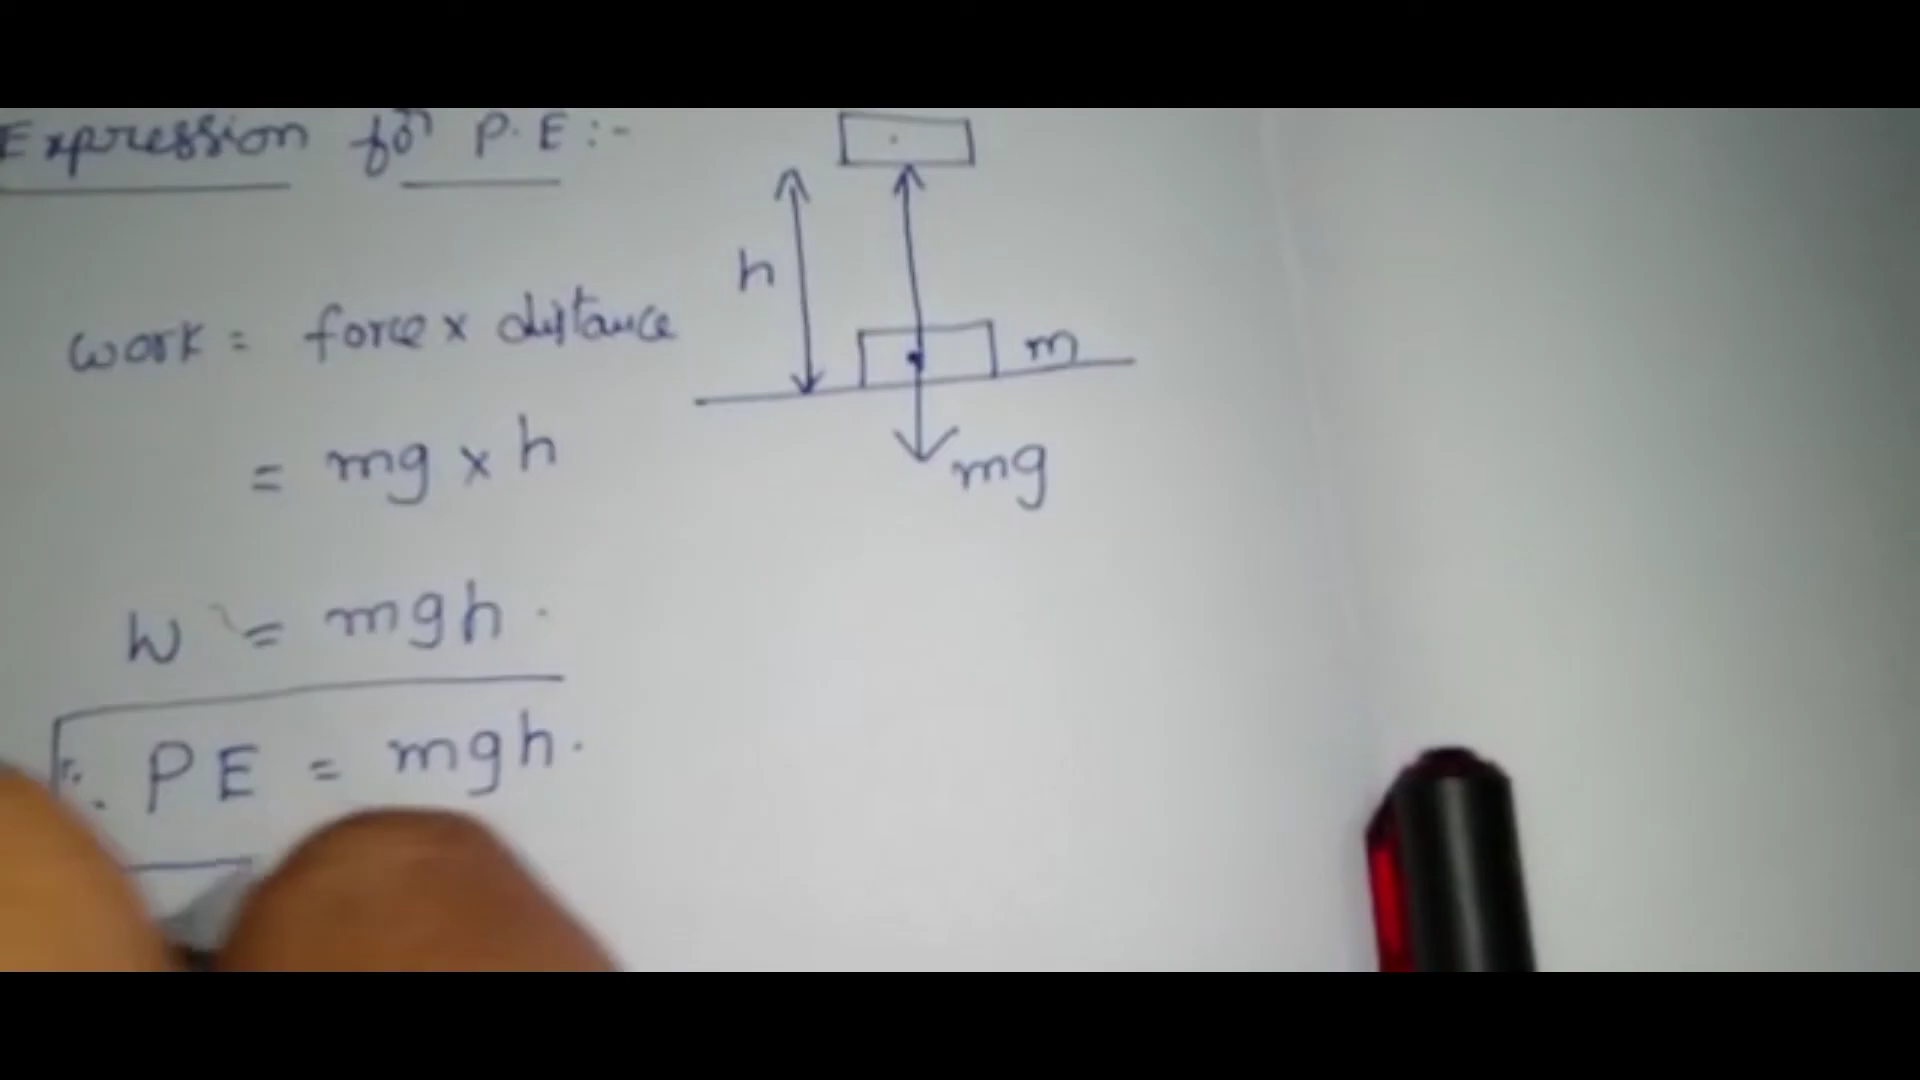 Expression for P.E:-
work = force x distance
= mg x h
W = mgh.
∴ PE = mgh.
h
m
mg